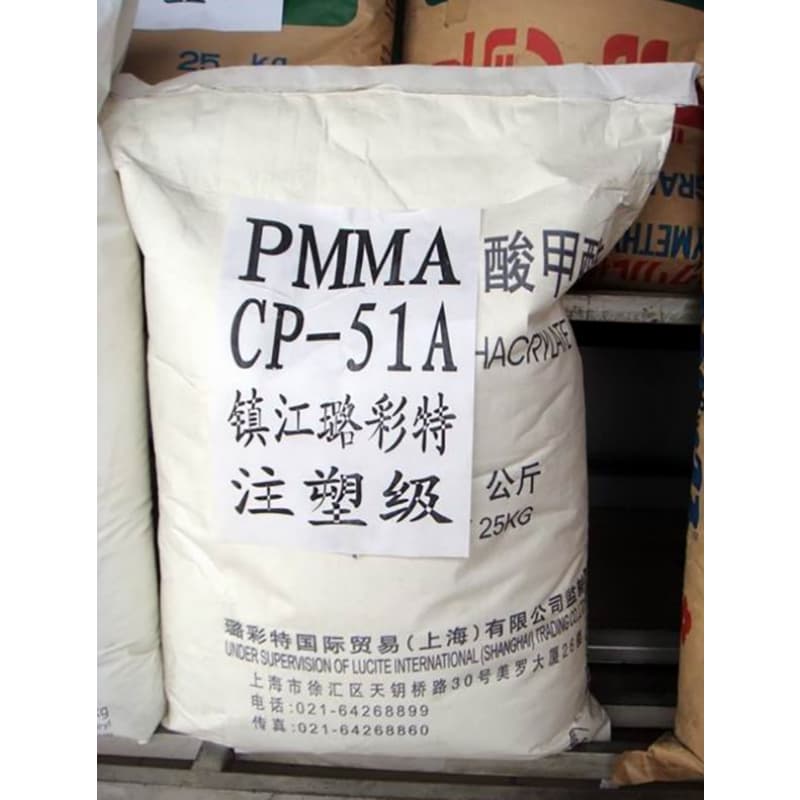 25 kg
PMMA
CP-51A
镇江璐彩特
注塑级
酸甲酯
HACRYLATE
公斤
25KG
璐彩特国际贸易(上海)有限公司监制
UNDER SUPERVISION OF LUCITE INTERNATIONAL (SHANGHAI) TRADING CO.
上海市徐汇区天钥桥路30号美罗大厦26楼
电话:021-64268899
传真:021-64268860